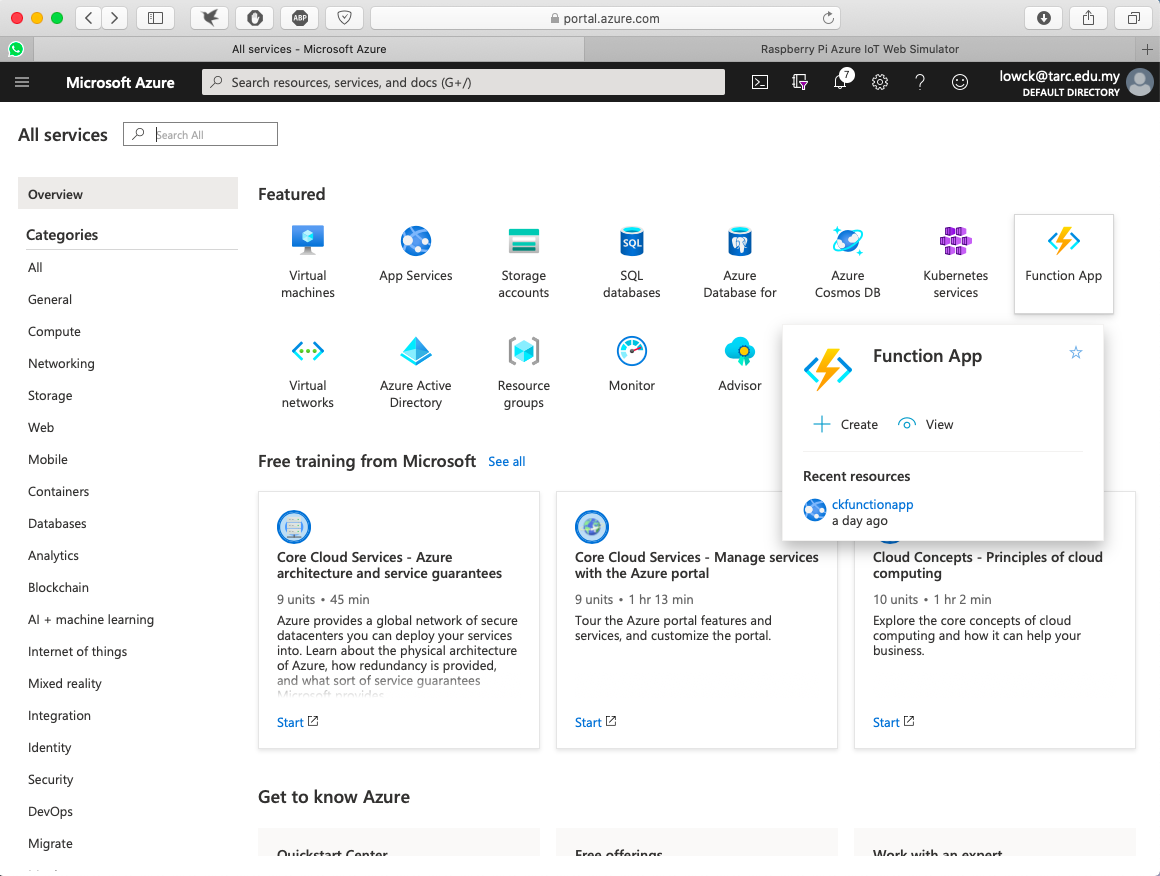 ABP
portal.azure.com
All services - Microsoft Azure
Raspberry Pi Azure IoT Web Simulator
Microsoft Azure
Search resources, services, and docs (G+/)
7
lowck@tarc.edu.my
DEFAULT DIRECTORY
All services
Search All
Overview
Categories
All
General
Compute
Networking
Storage
Web
Mobile
Containers
Databases
Analytics
Blockchain
AI + machine learning
Internet of things
Mixed reality
Integration
Identity
Security
DevOps
Migrate
Featured
Virtual
machines
App Services
Storage
accounts
SQL
SQL
databases
Azure
Database for
Azure
Cosmos DB
Kubernetes
services
Function App
Virtual
networks
Azure Active
Directory
Resource
groups
Monitor
Advisor
Function App
Create
View
Recent resources
ckfunctionapp
a day ago
Free training from Microsoft
See all
Core Cloud Services - Azure
architecture and service guarantees
9 units • 45 min
Azure provides a global network of secure
datacenters you can deploy your services
into. Learn about the physical architecture
of Azure, how redundancy is provided,
and what sort of service guarantees
Microsoft provides.
Start
Core Cloud Services - Manage services
with the Azure portal
9 units • 1 hr 13 min
Tour the Azure portal features and
services, and customize the portal.
Start
Cloud Concepts - Principles of cloud
computing
10 units • 1 hr 2 min
Explore the core concepts of cloud
computing and how it can help your
business.
Start
Get to know Azure
Quickstart Center
Free offerings
Work with an expert